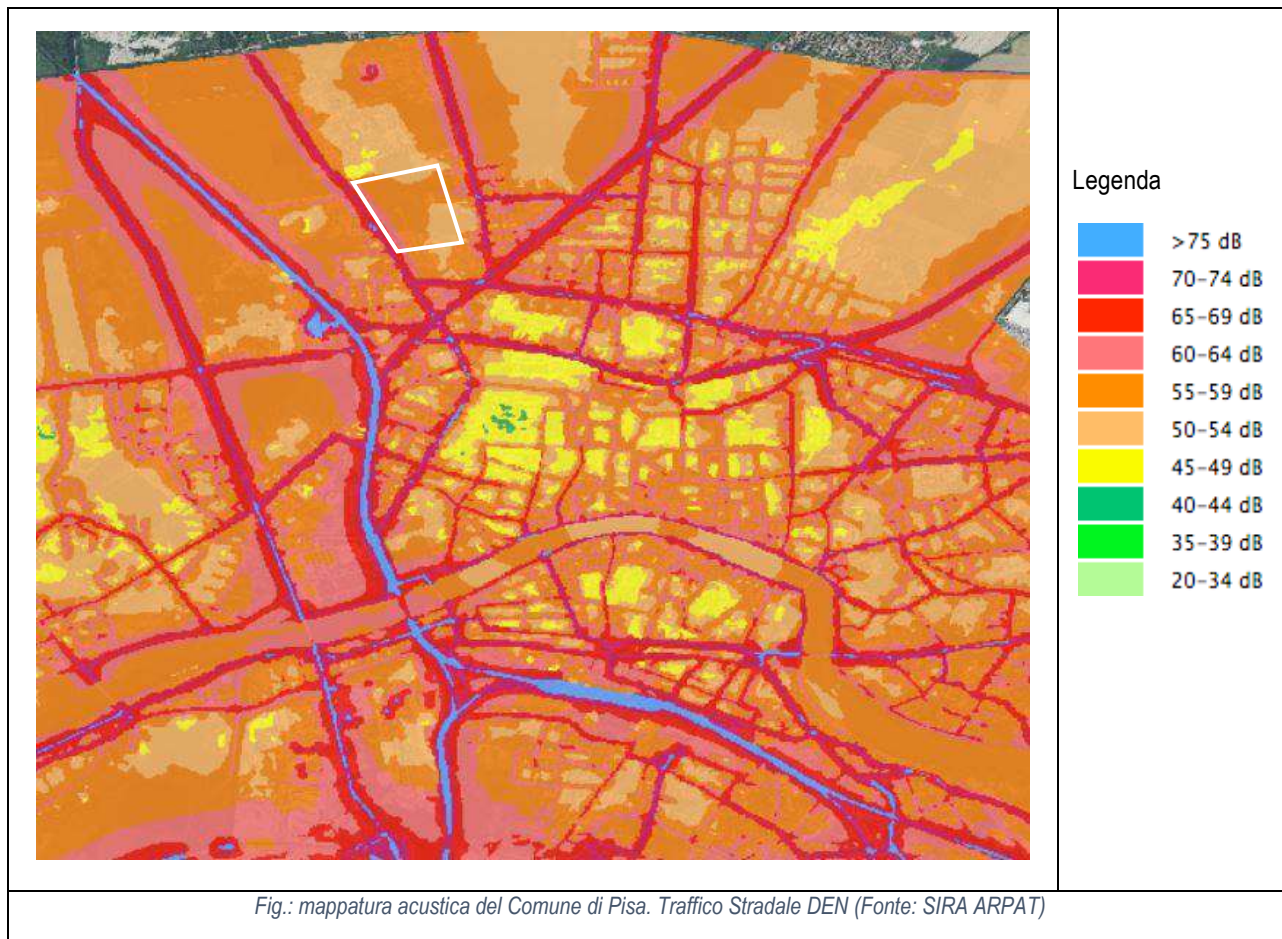 Legenda
>75 dB
70-74 dB
65-69 dB
60-64 dB
55-59 dB
50-54 dB
45-49 dB
40-44 dB
35-39 dB
20-34 dB
Fig.: mappatura acustica del Comune di Pisa. Traffico Stradale DEN (Fonte: SIRA ARPAT)